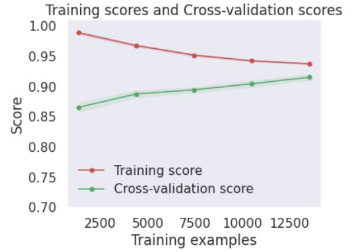 Training scores and Cross-validation scores
1.00
0.95
0.90
0.85
0.80
0.75
0.70
Score
Training score
Cross-validation score
2500 5000 7500 10000 12500
Training examples